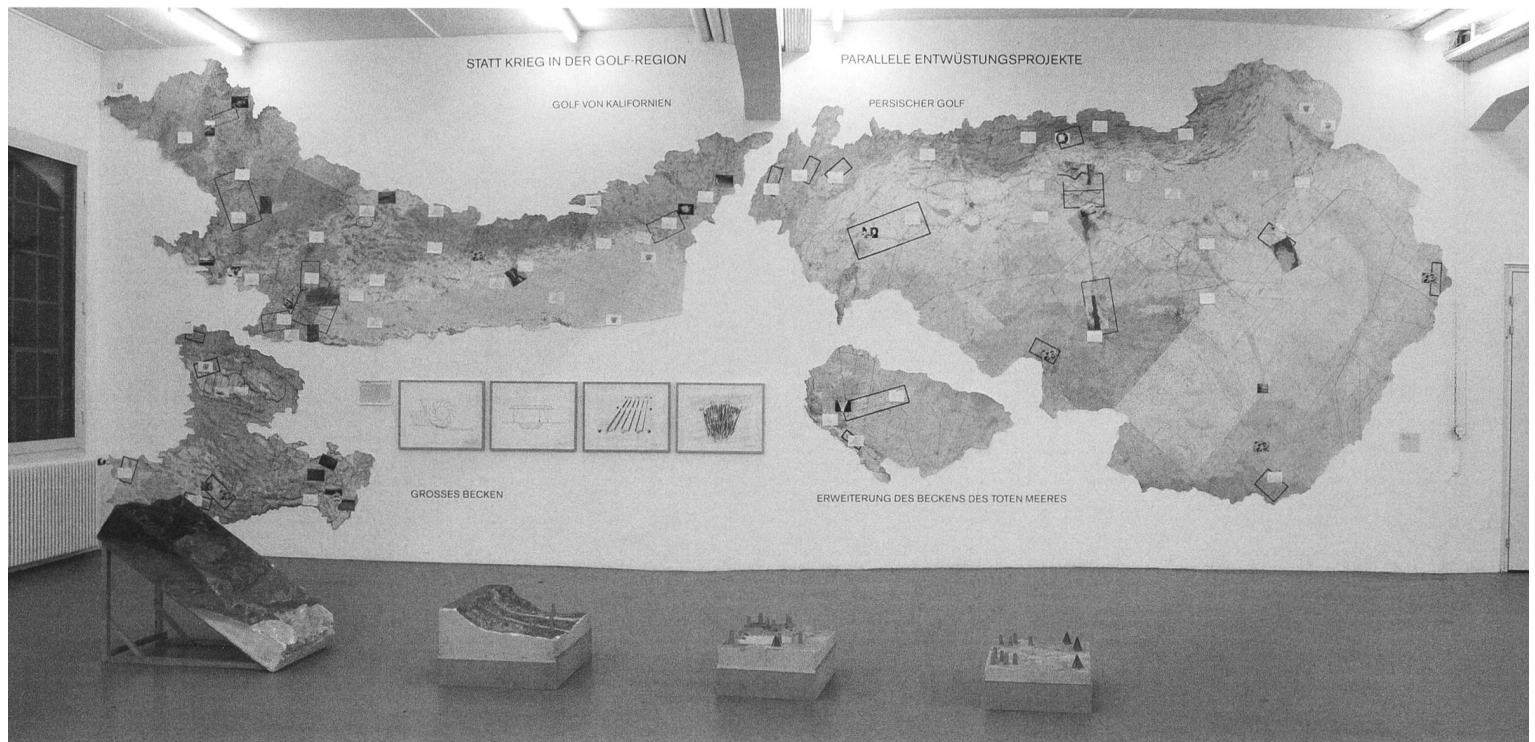 STATT KRIEG IN DER GOLF-REGION
PARALLELE ENTWÜSTUNGSPROJEKTE
GOLF VON KALIFORNIEN
PERSISCHER GOLF
GROSSES BECKEN
ERWEITERUNG DES BECKENS DES TOTEN MEERES